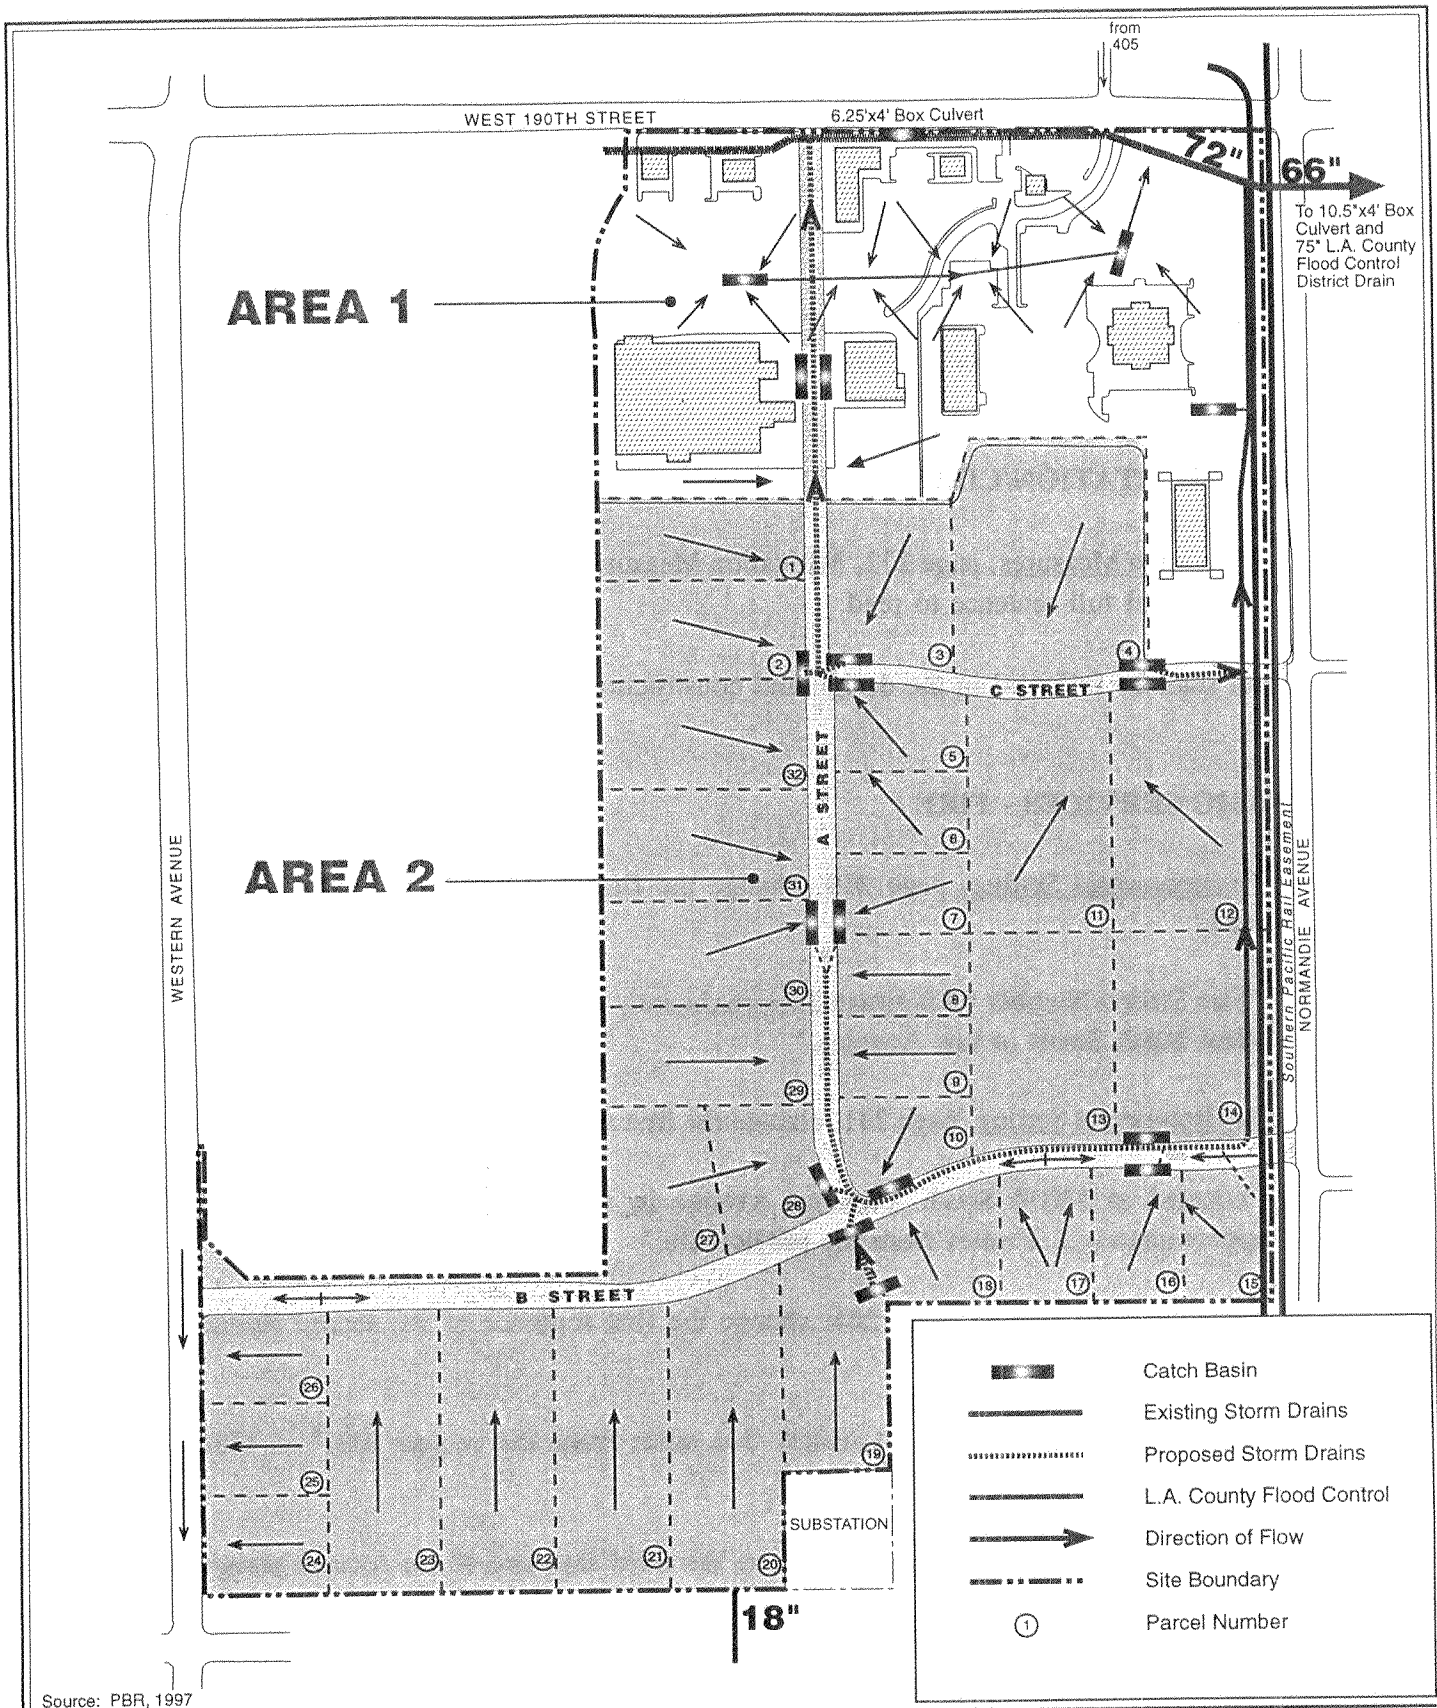 from
405
WEST 190TH STREET
6.25'x4' Box Culvert
72"
66"
To 10.5"x4' Box
Culvert and
75" L.A. County
Flood Control
District Drain
AREA 1
1
2
3
4
C STREET
5
32
A STREET
6
AREA 2
31
7
11
12
WESTERN AVENUE
Southern Pacific Rail Easement
NORMANDIE AVENUE
30
8
29
9
10
13
14
28
27
18
17
16
15
B STREET
26
25
19
24
23
22
21
20
SUBSTATION
18"
Catch Basin
Existing Storm Drains
Proposed Storm Drains
L.A. County Flood Control
Direction of Flow
Site Boundary
1
Parcel Number
Source: PBR, 1997